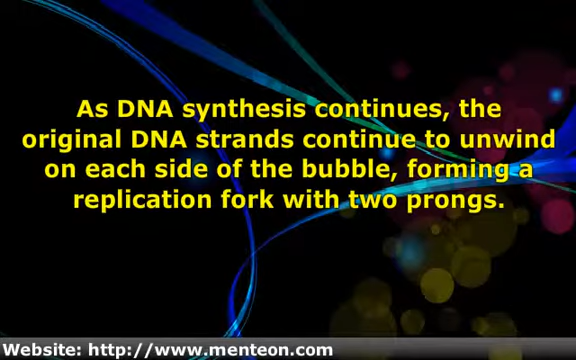 As DNA synthesis continues, the
original DNA strands continue to unwind
on each side of the bubble, forming a
replication fork with two prongs.
Website: http://www.menteon.com